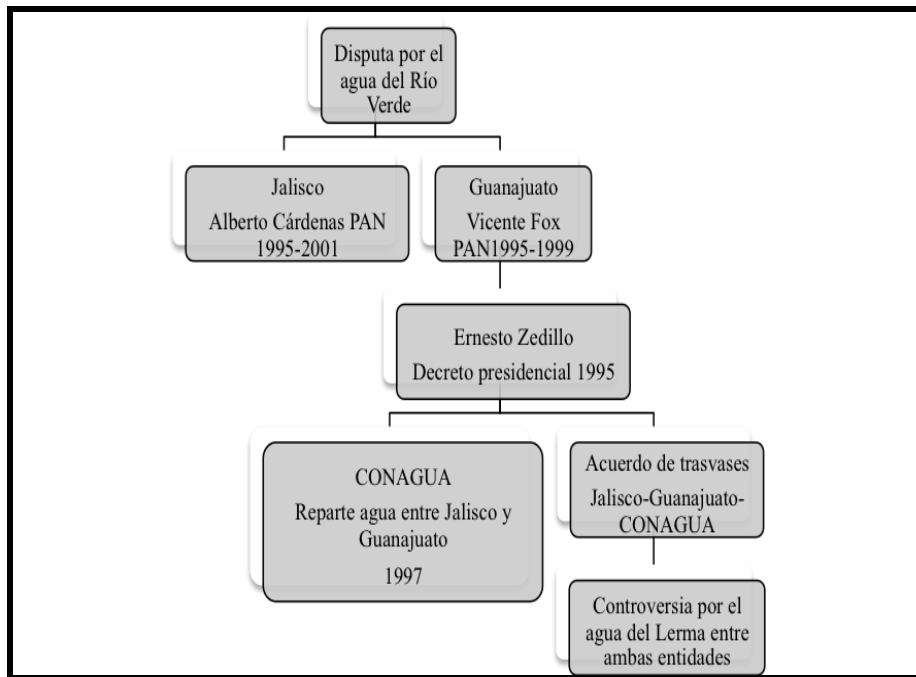 Disputa por el
agua del Río
Verde
Jalisco
Alberto Cárdenas PAN
1995-2001
Guanajuato
Vicente Fox
PAN1995-1999
Ernesto Zedillo
Decreto presidencial 1995
CONAGUA
Reparte agua entre Jalisco y
Guanajuato
1997
Acuerdo de trasvases
Jalisco-Guanajuato-
CONAGUA
Controversia por el
agua del Lerma entre
ambas entidades